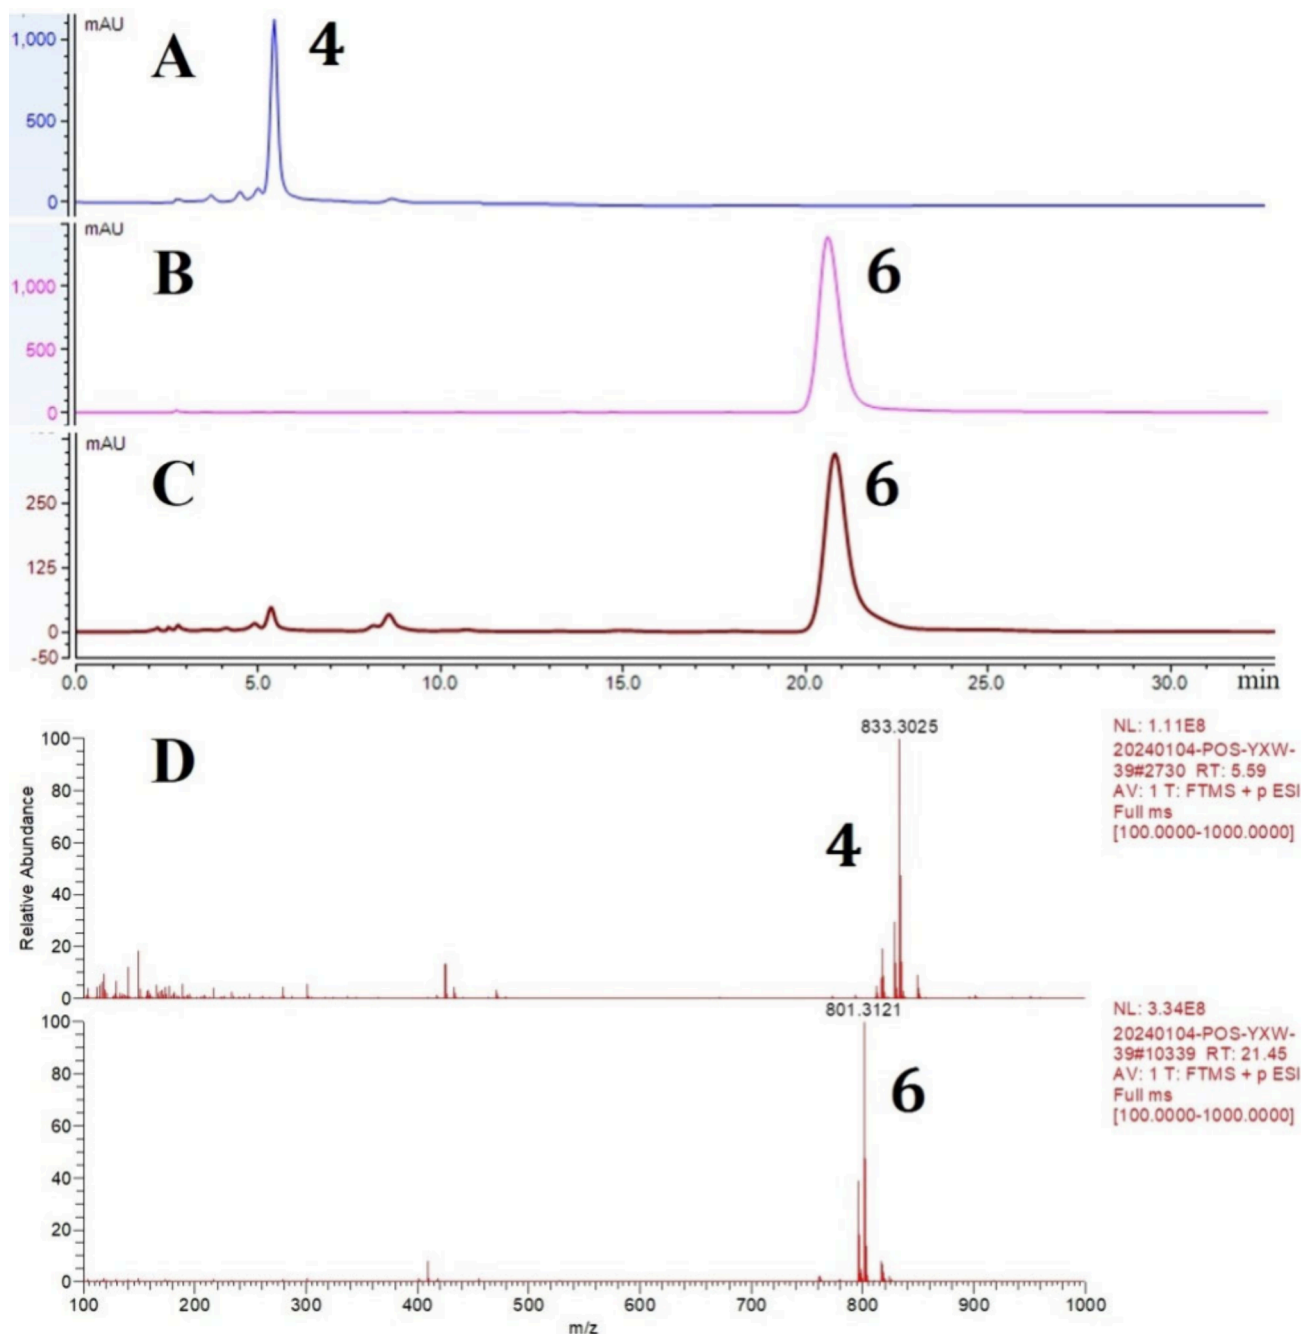 mAU
1,000
A
4
500
0
mAU
B
6
1,000
500
0
mAU
C
6
250
125
0
-50
0.0 5.0 10.0 15.0 20.0 25.0 30.0 min
833.3025
100
D
NL: 1.11E8
20240104-POS-YXW-
39#2730 RT: 5.59
AV: 1 T: FTMS + p ESI
Full ms
[100.0000-1000.0000]
80
60
4
40
20
0
Relative Abundance
801.3121
100
NL: 3.34E8
20240104-POS-YXW-
39#10339 RT: 21.45
AV: 1 T: FTMS + p ESI
Full ms
[100.0000-1000.0000]
80
6
60
40
20
0
100 200 300 400 500 600 700 800 900 1000
m/z